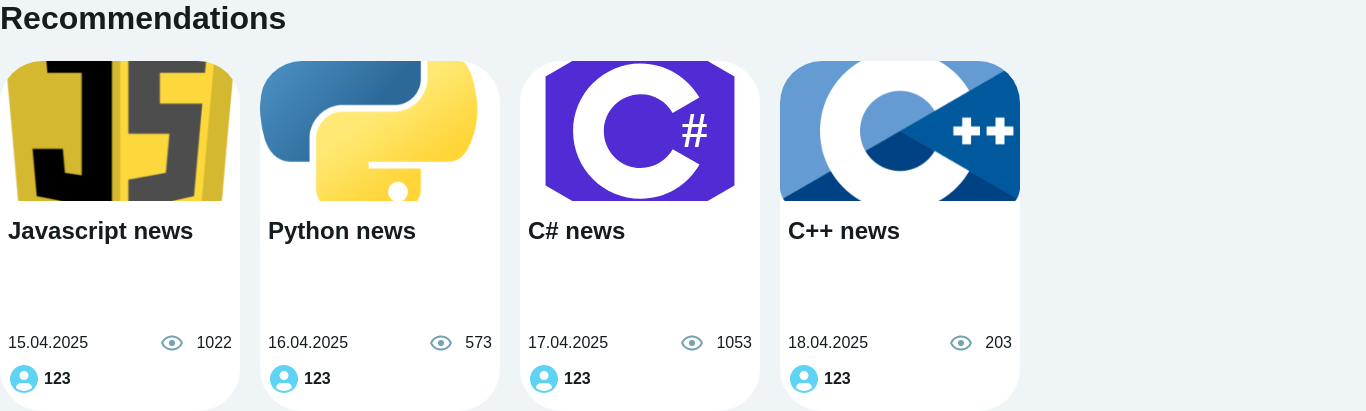 Recommendations
JS
C#
C++
Javascript news
Python news
C# news
C++ news
15.04.2025 1022
16.04.2025 573
17.04.2025 1053
18.04.2025 203
123
123
123
123